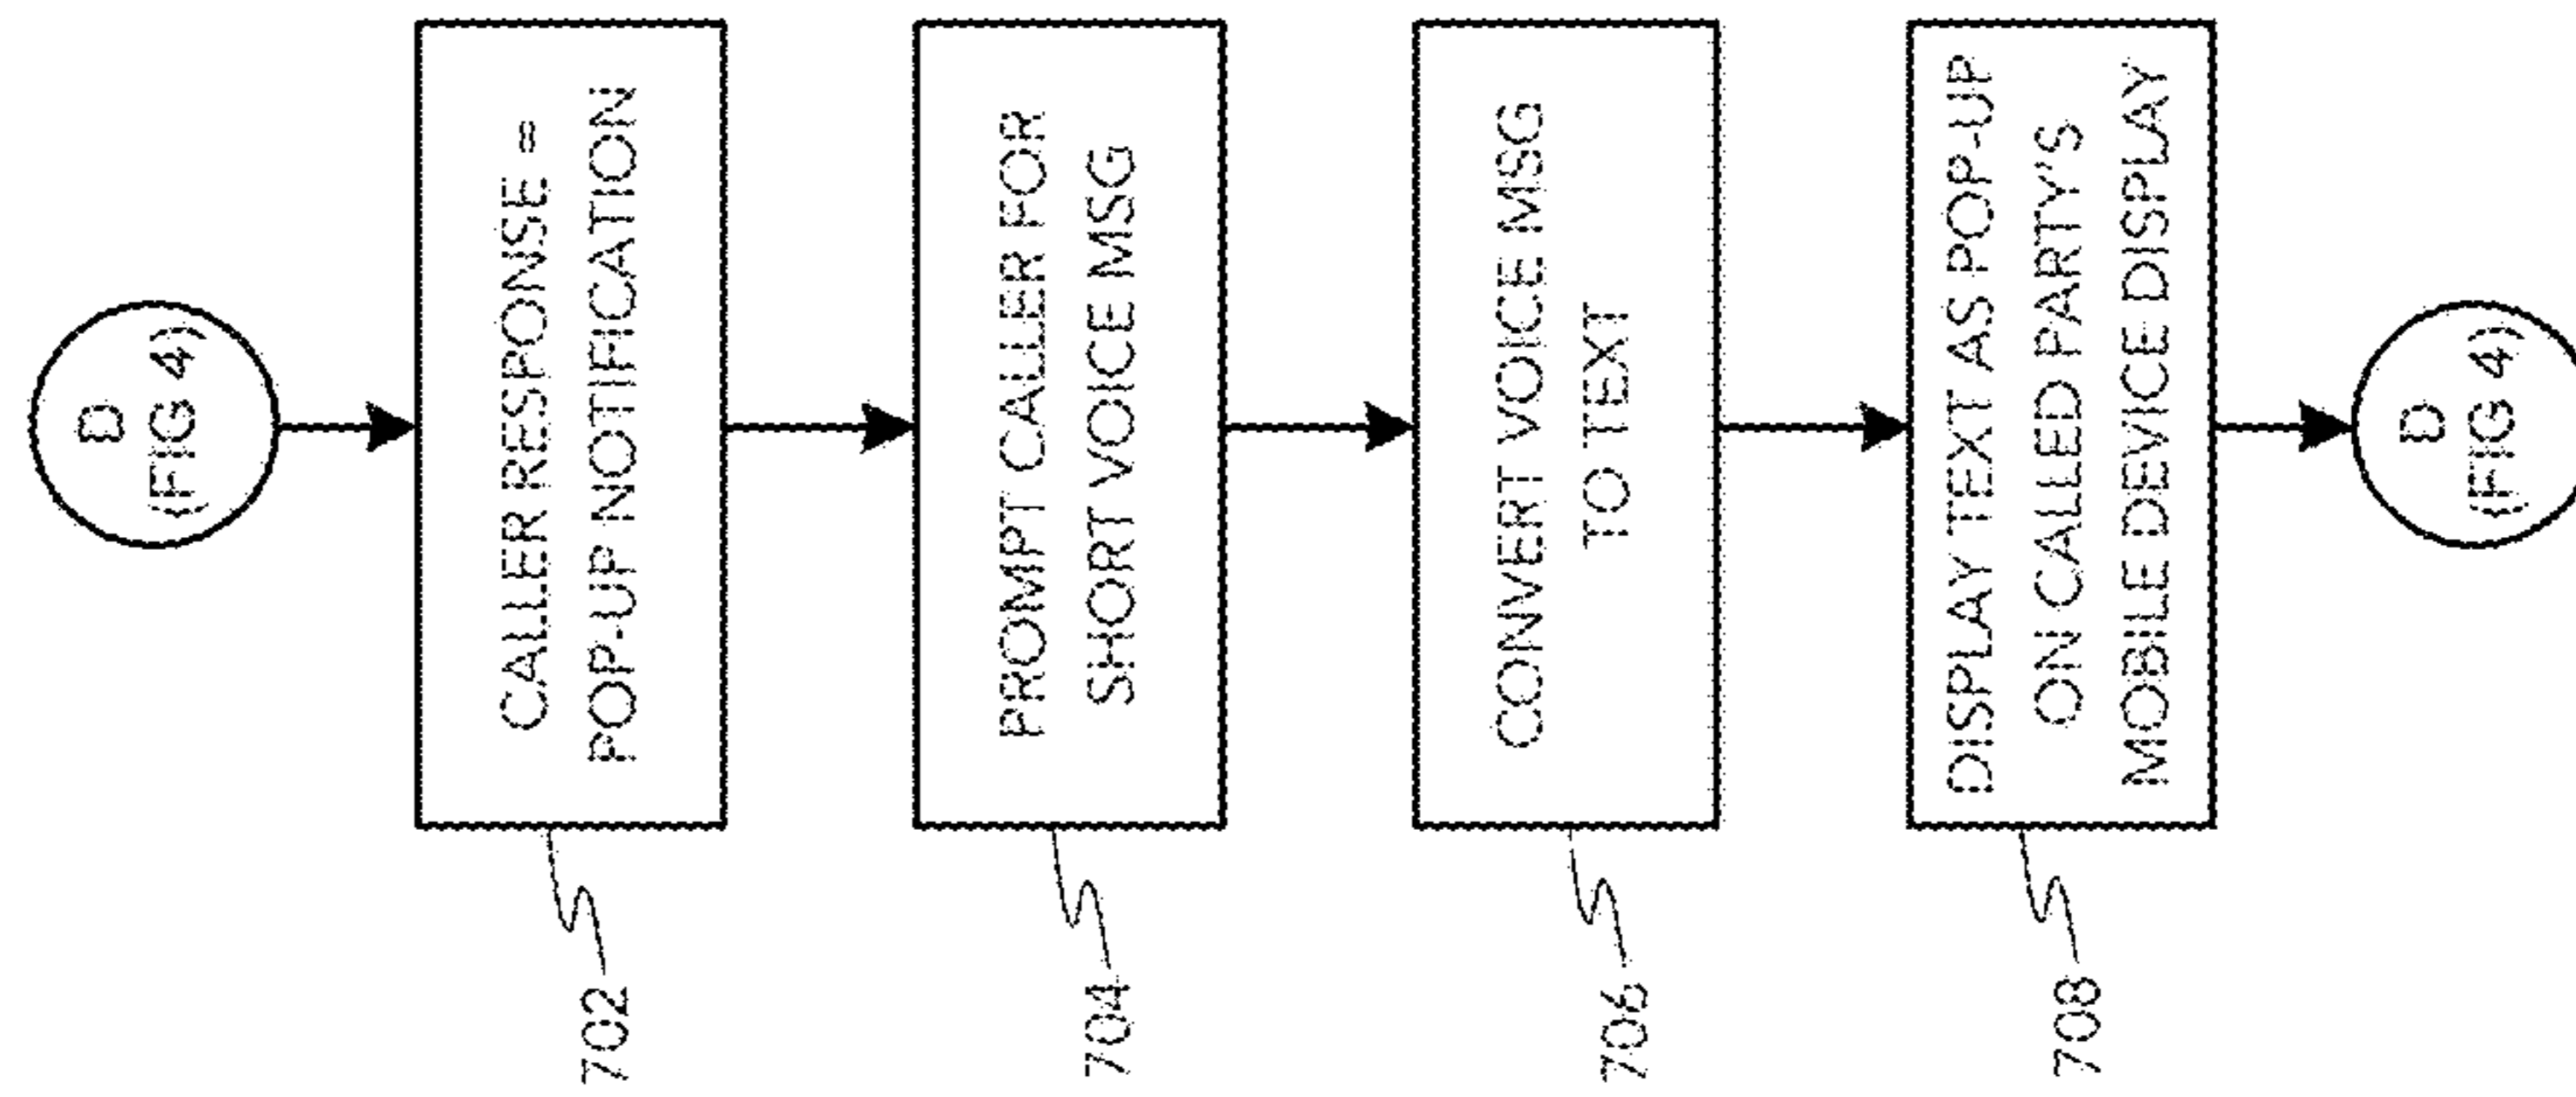 D
(FIG 4)
CALLER RESPONSE =
POP-UP NOTIFICATION
702
PROMPT CALLER FOR
SHORT VOICE MSG
704
CONVERT VOICE MSG
TO TEXT
706
DISPLAY TEXT AS POP-UP
ON CALLED PARTY'S
MOBILE DEVICE DISPLAY
708
D
(FIG 4)